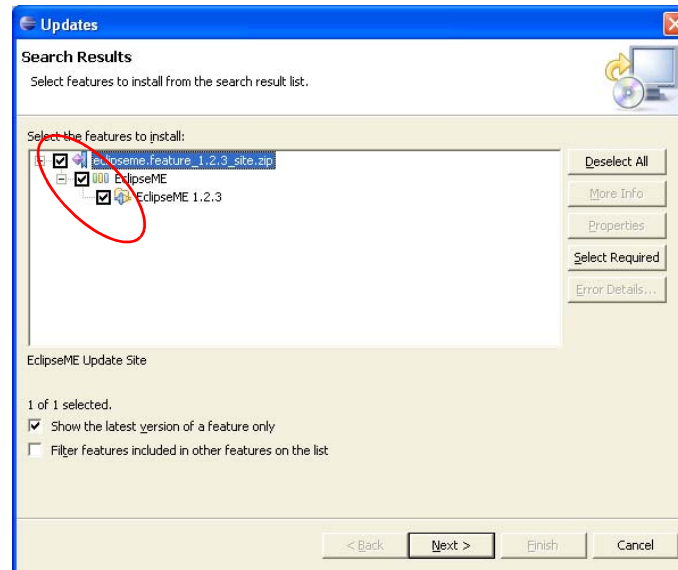 Updates
Search Results
Select features to install from the search result list.
Select the features to install:
eclipseme.feature_1.2.3_site.zip
EclipseME
EclipseME 1.2.3
Deselect All
More Info
Properties
Select Required
Error Details...
EclipseME Update Site
1 of 1 selected.
Show the latest version of a feature only
Filter features included in other features on the list
< Back
Next >
Finish
Cancel